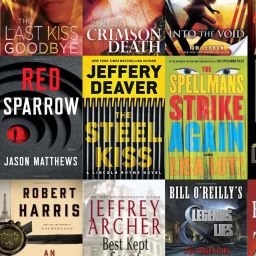 THE
LAST KISS
GOODBYE
CRIMSON
DEATH
INTO THE VOID
TIM LEBBON
RED
SPARROW
JASON MATTHEWS
NEW YORK TIMES BESTSELLING AUTHOR
JEFFERY
DEAVER
THE
STEEL
KISS
A LINCOLN RHYME NOVEL
THE
SPELLMANS
STRIKE
AGAIN
LISA LUTZ
ROBERT
HARRIS
AN
JEFFREY
ARCHER
Best Kept
BILL O'REILLY'S
LEGENDS
& LIES